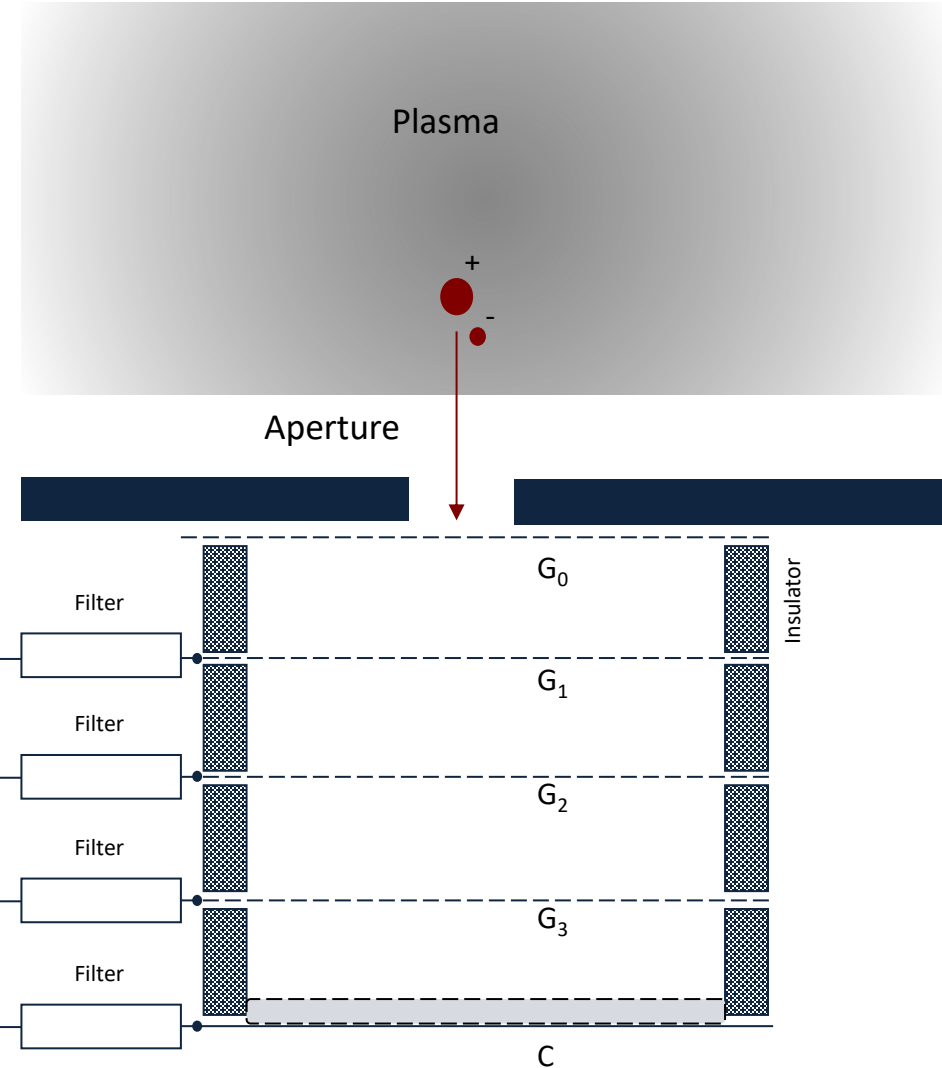 Plasma
+
-
Aperture
G₀
Insulator
Filter
G₁
Filter
G₂
Filter
G₃
Filter
C